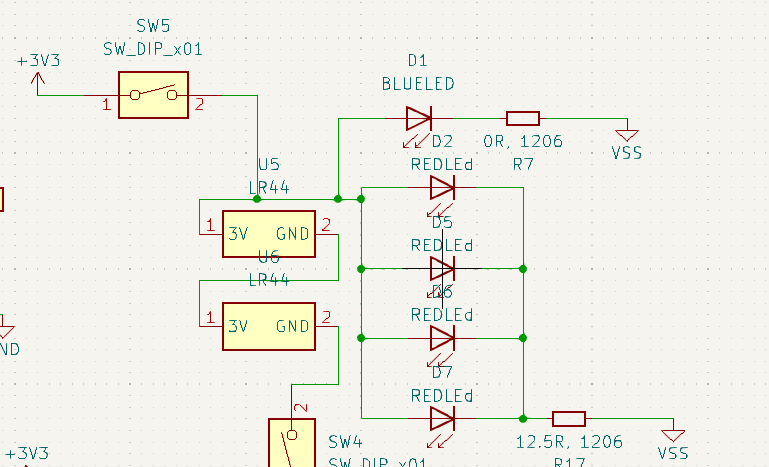 SW5
SW_DIP_x01
+3V3
1
2
D1
BLUELED
0R, 1206
R7
VSS
D2
REDLEd
U5
LR44
1
3V
GND
2
D5
REDLEd
U6
LR44
1
3V
GND
2
D6
REDLEd
D7
REDLEd
2
SW4
SW_DIP_x01
12.5R, 1206
R17
VSS
ND
+3V3